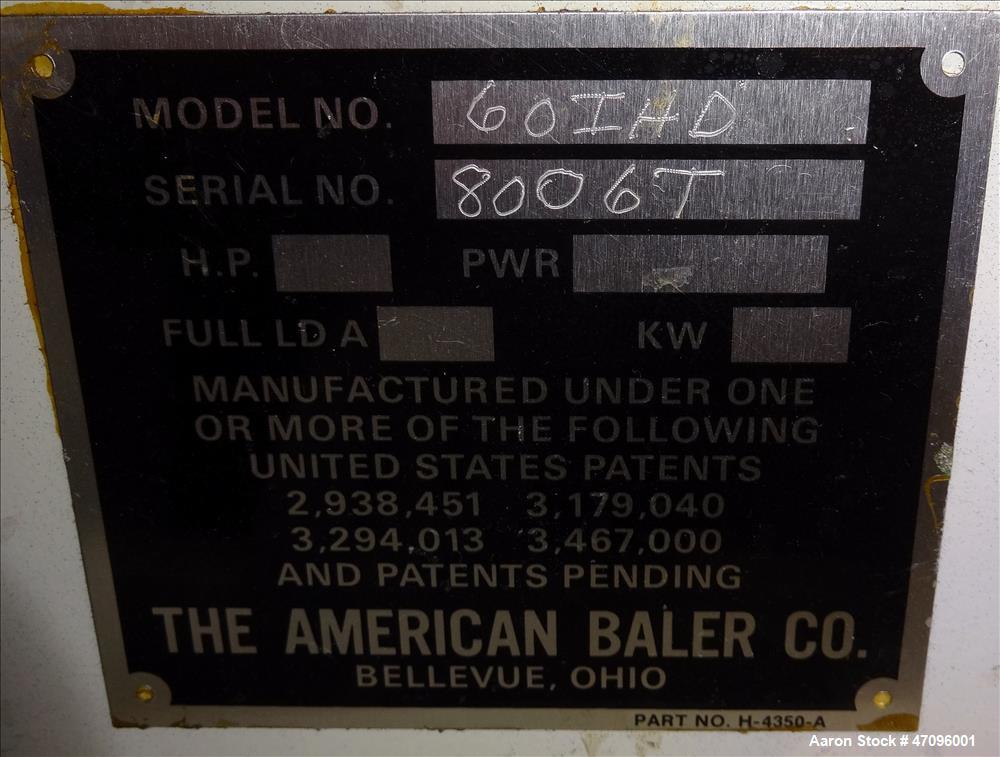 MODEL NO. 60IHD
SERIAL NO. 8006T
H.P. PWR
FULL LD A KW
MANUFACTURED UNDER ONE
OR MORE OF THE FOLLOWING
UNITED STATES PATENTS
2,938,451 3,179,040
3,294,013 3,467,000
AND PATENTS PENDING
THE AMERICAN BALER CO.
BELLEVUE, OHIO
PART NO. H-4350-A
Aaron Stock # 47096001